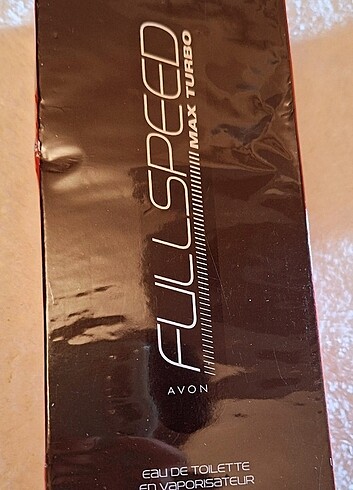 FULLSPEED
MAX TURBO
AVON
EAU DE TOILETTE
EN VAPORISATEUR